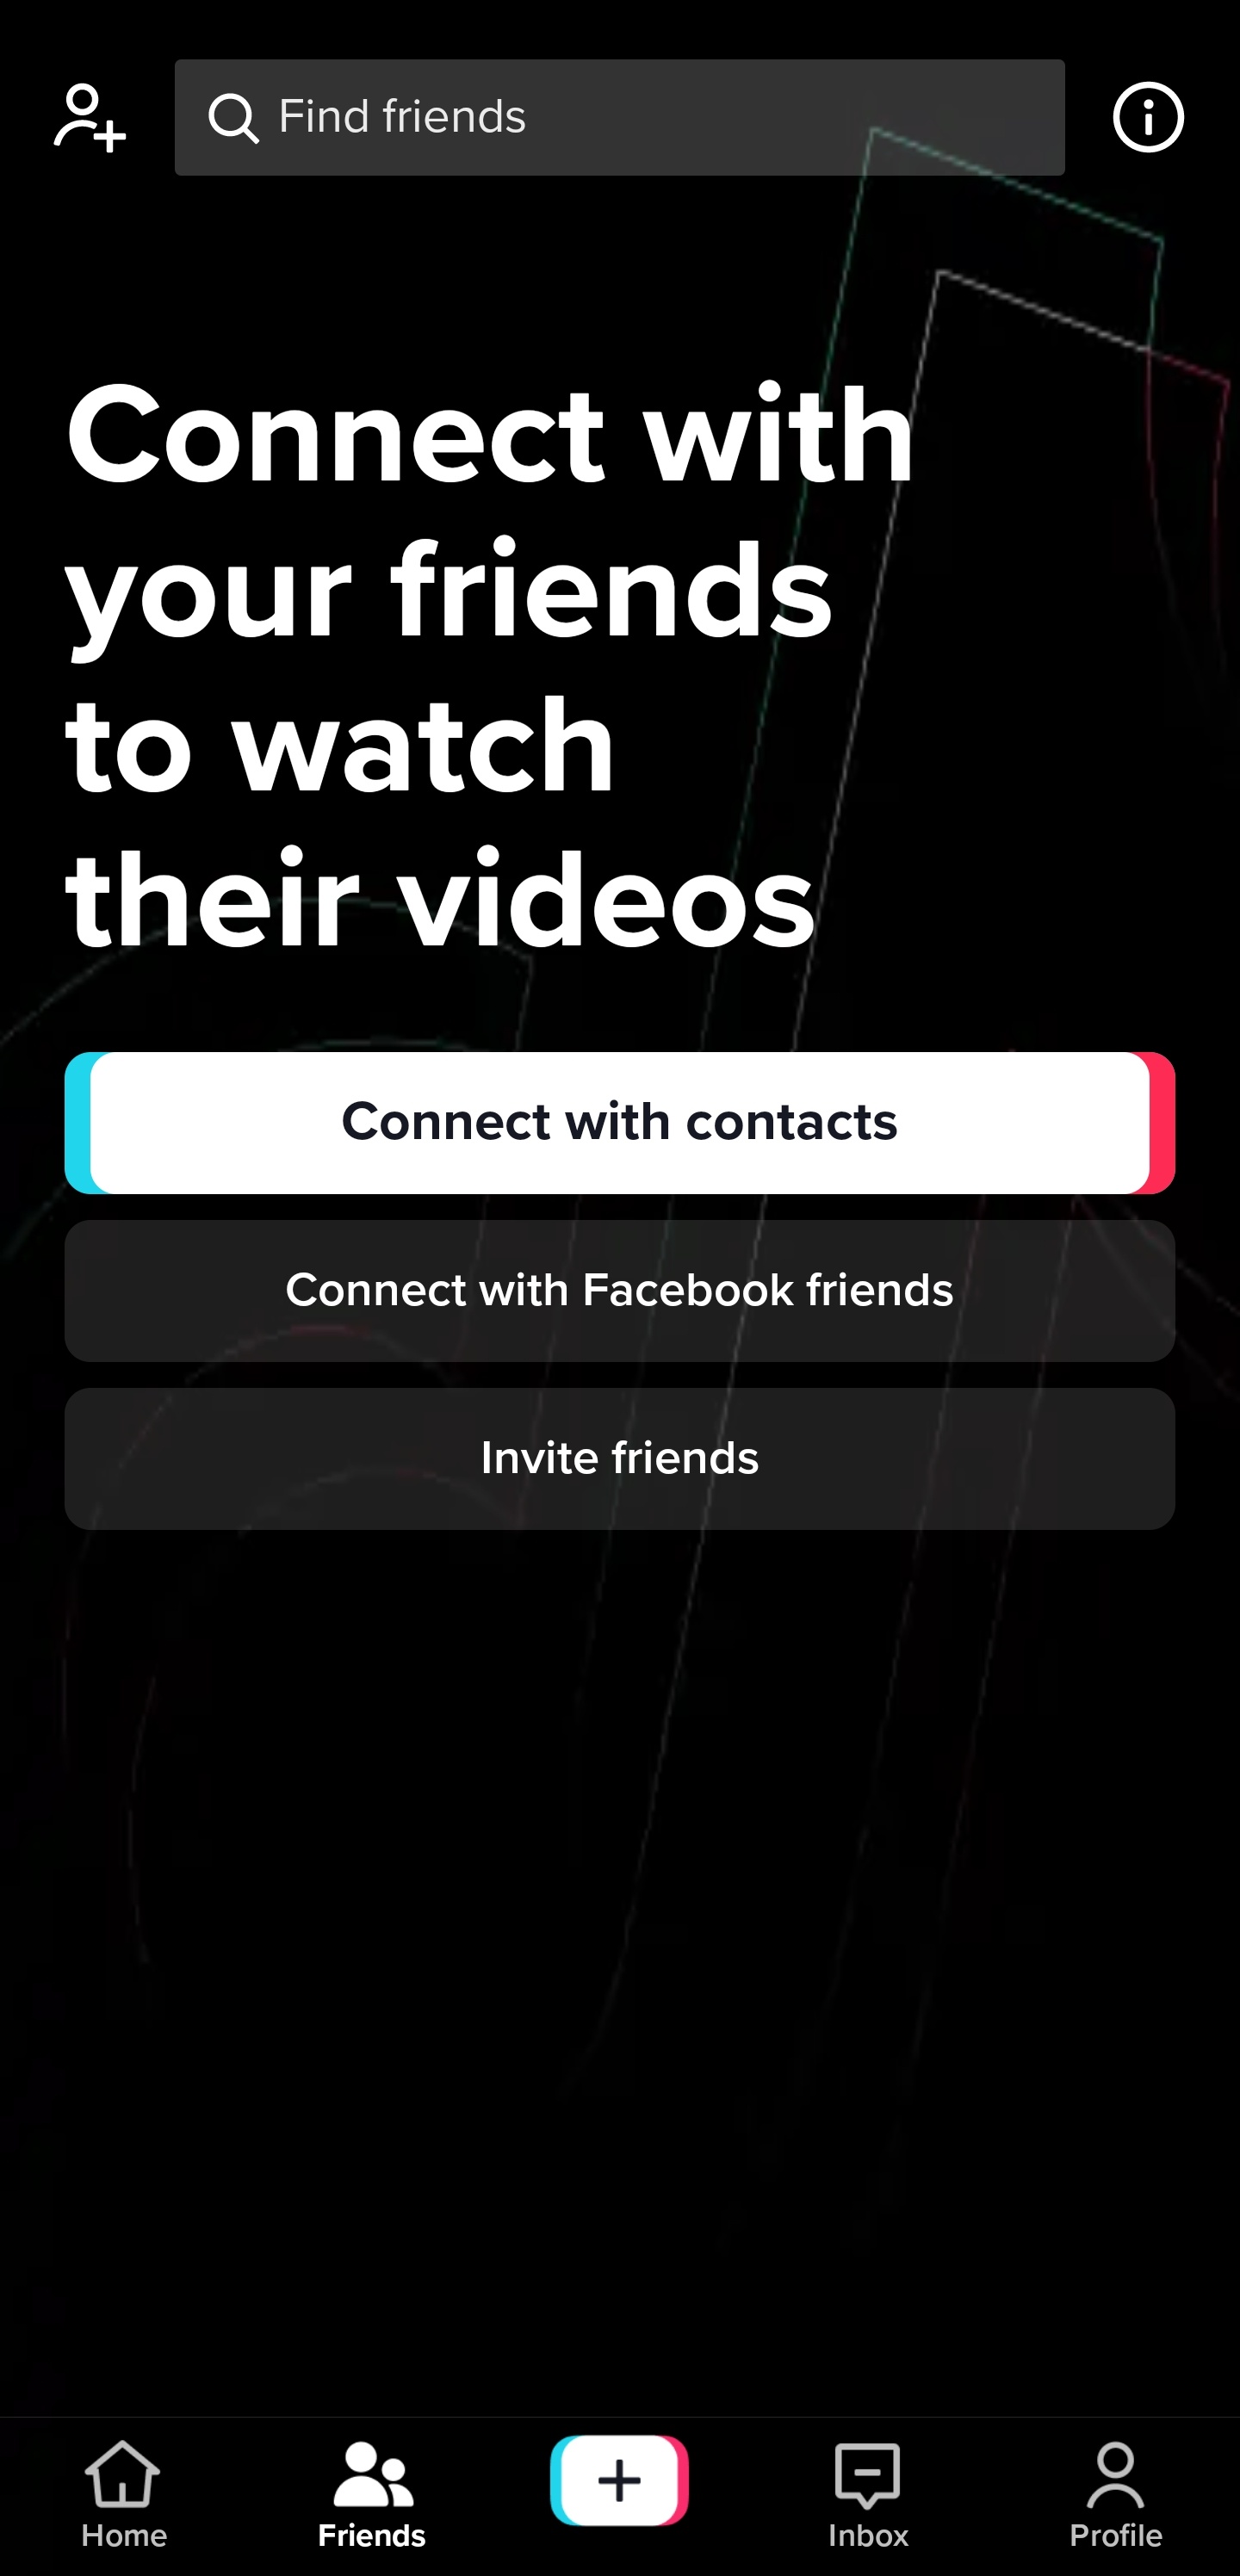 Find friends
Connect with
your friends
to watch
their videos
Connect with contacts
Connect with Facebook friends
Invite friends
Home
Friends
Inbox
Profile